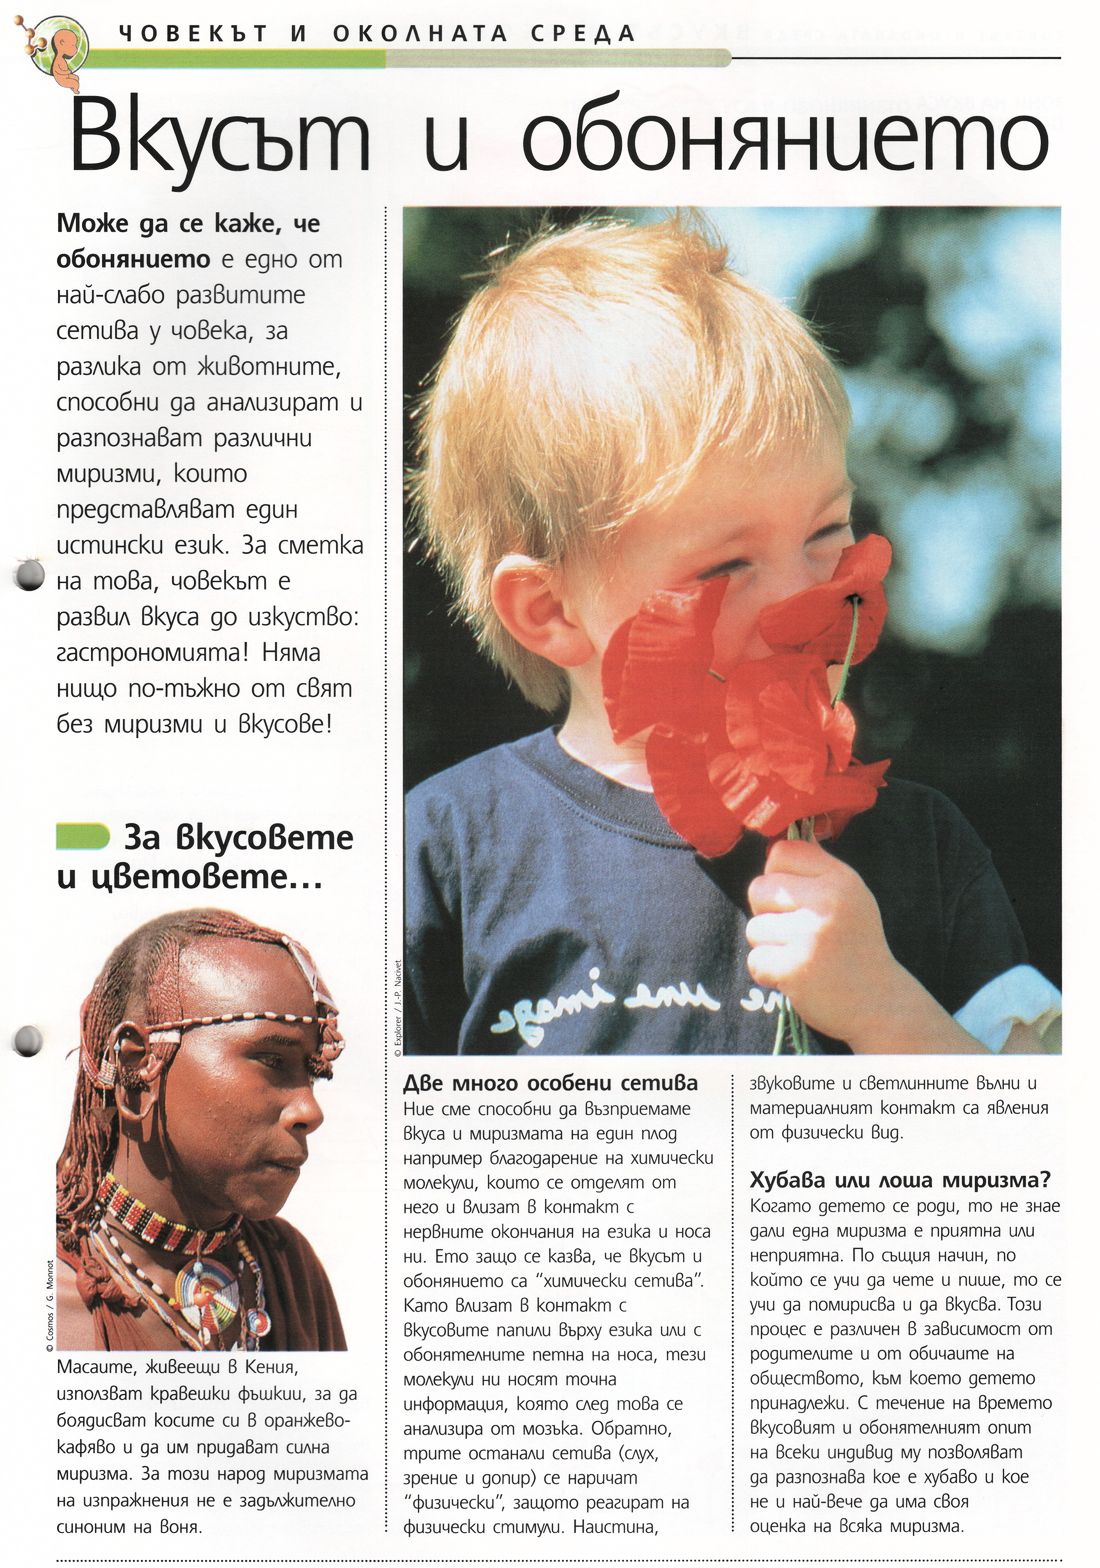 ЧОВЕКЪТ И ОКОЛНАТА СРЕДА
Вкусът и обонянието
Може да се каже, че
обонянието е едно от
най-слабо развитите
сетива у човека, за
разлика от животните,
способни да анализират и
разпознават различни
миризми, които
представляват един
истински език. За сметка
на това, човекът е
развил вкуса до изкуство:
гастрономията! Няма
нищо по-тъжно от свят
без миризми и вкусове!
За вкусовете
и цветовете...
© Cosmos / G. Monnot
Масаите, живеещи в Кения,
използват кравешки фъшкии, за да
боядисват косите си в оранжево-
кафяво и да им придават силна
миризма. За този народ миризмата
на изпражнения не е задължително
синоним на воня.
© Explorer / J.-P. Nacivet
une image
Две много особени сетива
Ние сме способни да възприемаме
вкуса и миризмата на един плод
например благодарение на химически
молекули, които се отделят от
него и влизат в контакт с
нервните окончания на езика и носа
ни. Ето защо се казва, че вкусът и
обонянието са “химически сетива”.
Като влизат в контакт с
вкусовите папили върху езика или с
обонятелните петна на носа, тези
молекули ни носят точна
информация, която след това се
анализира от мозъка. Обратно,
трите останали сетива (слух,
зрение и допир) се наричат
“физически”, защото реагират на
физически стимули. Наистина,
звуковите и светлинните вълни и
материалният контакт са явления
от физически вид.
Хубава или лоша миризма?
Когато детето се роди, то не знае
дали една миризма е приятна или
неприятна. По същия начин, по
който се учи да чете и пише, то се
учи да помирисва и да вкусва. Този
процес е различен в зависимост от
родителите и от обичаите на
обществото, към което детето
принадлежи. С течение на времето
вкусовият и обонятелният опит
на всеки индивид му позволяват
да разпознава кое е хубаво и кое
не и най-вече да има своя
оценка на всяка миризма.